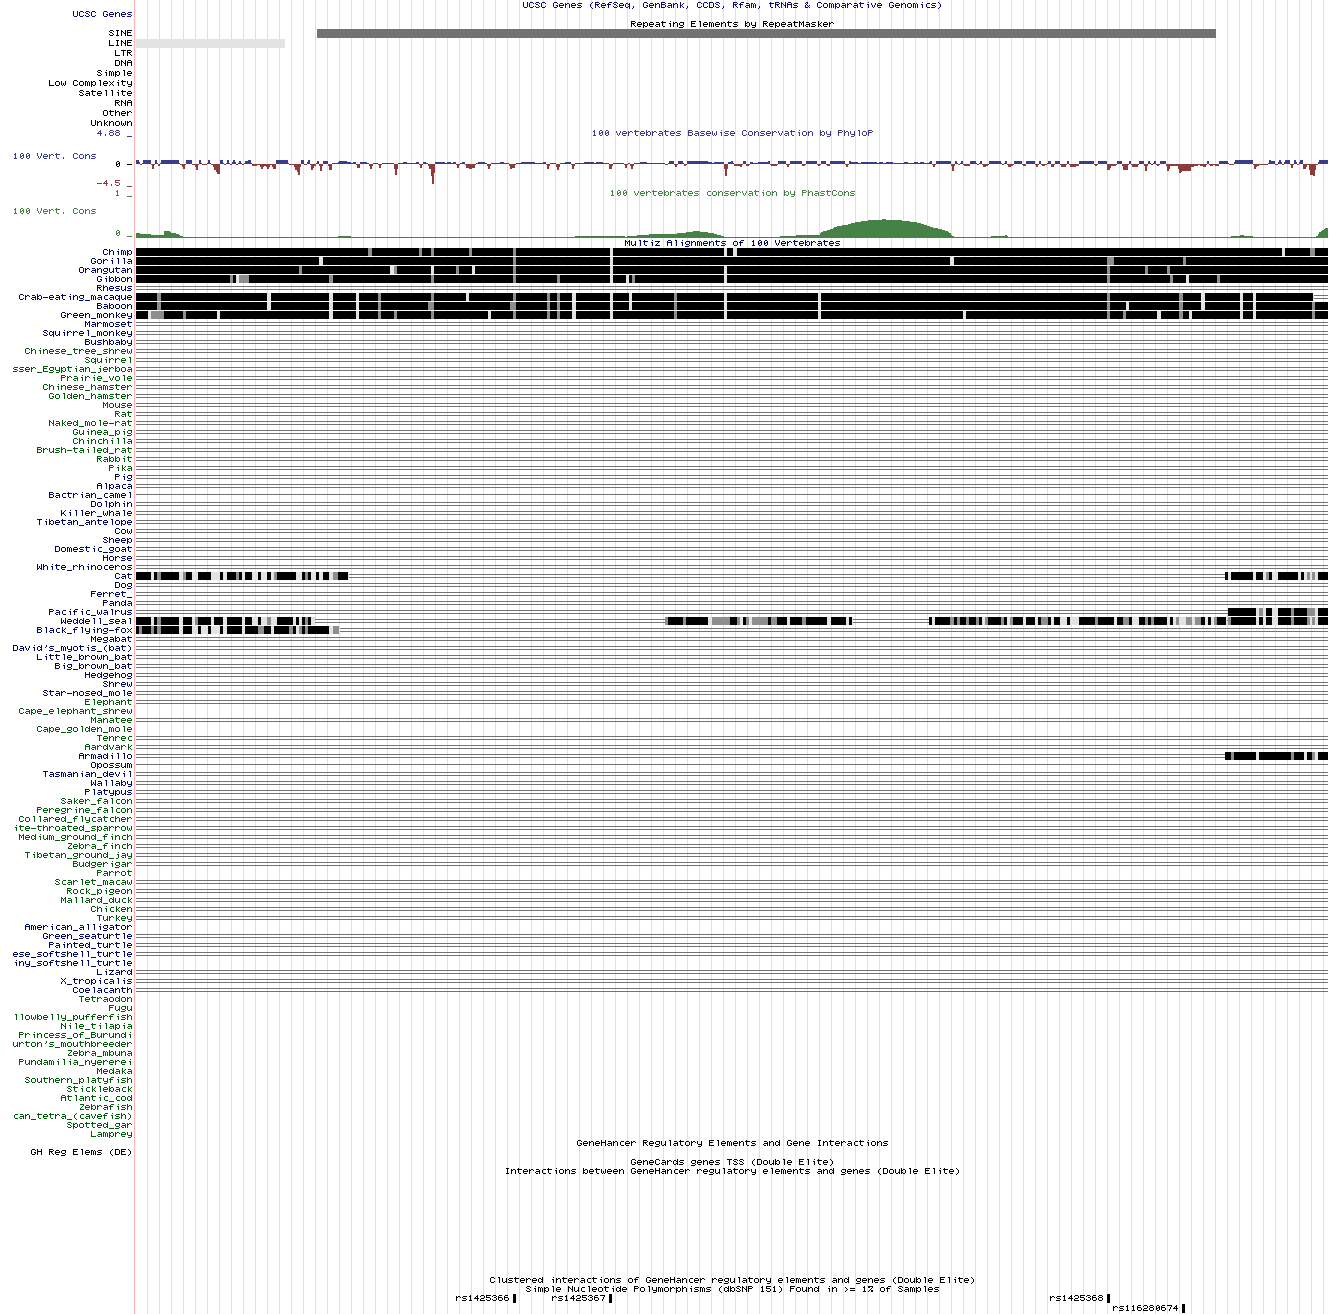 UCSC Genes (RefSeq, GenBank, CCDS, Rfam, tRNAs & Comparative Genomics)
UCSC Genes
Repeating Elements by RepeatMasker
SINE
LINE
LTR
DNA
Simple
Low Complexity
Satellite
RNA
Other
Unknown
100 vertebrates Basewise Conservation by PhyloP
4.88 _
100 Vert. Cons
0 _
-4.5 _
100 vertebrates conservation by PhastCons
1 _
100 Vert. Cons
0 _
Multiz Alignments of 100 Vertebrates
Chimp
Gorilla
Orangutan
Gibbon
Rhesus
Crab-eating_macaque
Baboon
Green_monkey
Marmoset
Squirrel_monkey
Bushbaby
Chinese_tree_shrew
Squirrel
sser_Egyptian_jerboa
Prairie_vole
Chinese_hamster
Golden_hamster
Mouse
Rat
Naked_mole-rat
Guinea_pig
Chinchilla
Brush-tailed_rat
Rabbit
Pika
Pig
Alpaca
Bactrian_camel
Dolphin
Killer_whale
Tibetan_antelope
Cow
Sheep
Domestic_goat
Horse
White_rhinoceros
Cat
Dog
Ferret_
Panda
Pacific_walrus
Weddell_seal
Black_flying-fox
Megabat
David's_myotis_(bat)
Little_brown_bat
Big_brown_bat
Hedgehog
Shrew
Star-nosed_mole
Elephant
Cape_elephant_shrew
Manatee
Cape_golden_mole
Tenrec
Aardvark
Armadillo
Opossum
Tasmanian_devil
Wallaby
Platypus
Saker_falcon
Peregrine_falcon
Collared_flycatcher
ite-throated_sparrow
Medium_ground_finch
Zebra_finch
Tibetan_ground_jay
Budgerigar
Parrot
Scarlet_macaw
Rock_pigeon
Mallard_duck
Chicken
Turkey
American_alligator
Green_seaturtle
Painted_turtle
ese_softshell_turtle
iny_softshell_turtle
Lizard
X_tropicalis
Coelacanth
Tetraodon
Fugu
llowbelly_pufferfish
Nile_tilapia
Princess_of_Burundi
urton's_mouthbreeder
Zebra_mbuna
Pundamilia_nyererei
Medaka
Southern_platyfish
Stickleback
Atlantic_cod
Zebrafish
can_tetra_(cavefish)
Spotted_gar
Lamprey
GeneHancer Regulatory Elements and Gene Interactions
GH Reg Elems (DE)
GeneCards genes TSS (Double Elite)
Interactions between GeneHancer regulatory elements and genes (Double Elite)
Clustered interactions of GeneHancer regulatory elements and genes (Double Elite)
Simple Nucleotide Polymorphisms (dbSNP 151) Found in >= 1% of Samples
rs1425366 rs1425367 rs1425368
rs116280674